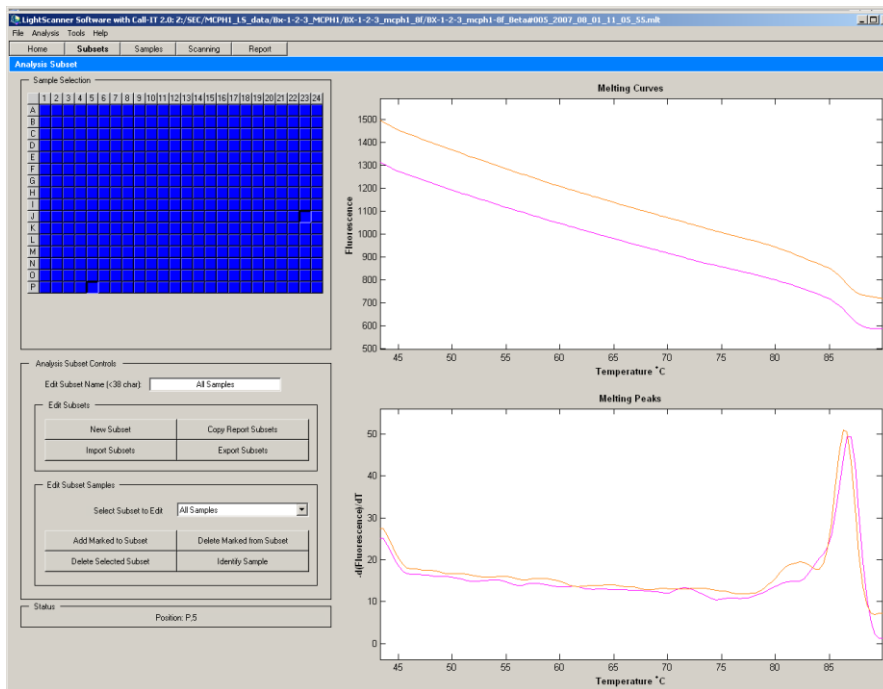 LightScanner Software with Call-IT 2.0: Z:/SEC/MCPH1_LS_data/Bx-1-2-3_MCPH1/BX-1-2-3_mcph1_8f/BX-1-2-3_mcph1-8f_Beta#005_2007_08_01_11_05_55.mlt
File Analysis Tools Help
Home Subsets Samples Scanning Report
Analysis Subset
Sample Selection
1 2 3 4 5 6 7 8 9 10 11 12 13 14 15 16 17 18 19 20 21 22 23 24
A
B
C
D
E
F
G
H
I
J
K
L
M
N
O
P
Analysis Subset Controls
Edit Subset Name (<38 char): All Samples
Edit Subsets
New Subset Copy Report Subsets
Import Subsets Export Subsets
Edit Subset Samples
Select Subset to Edit All Samples
Add Marked to Subset Delete Marked from Subset
Delete Selected Subset Identify Sample
Status
Position: P,5
Melting Curves
Fluorescence
1500
1400
1300
1200
1100
1000
900
800
700
600
500
45 50 55 60 65 70 75 80 85
Temperature °C
Melting Peaks
-d(Fluorescence)/dT
50
40
30
20
10
0
45 50 55 60 65 70 75 80 85
Temperature °C